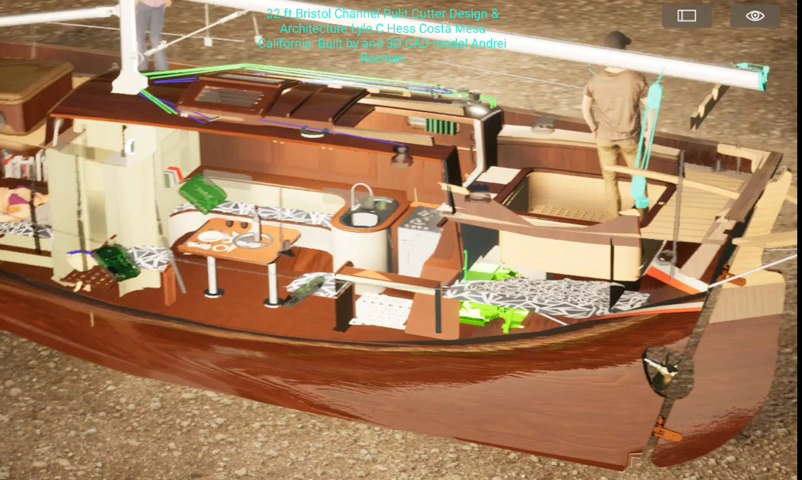 32 ft Bristol Channel Pulit Cutter Design &
Architecture Lyle C Hess Costa Mesa
California. Built by and 3D CAD model Andrei